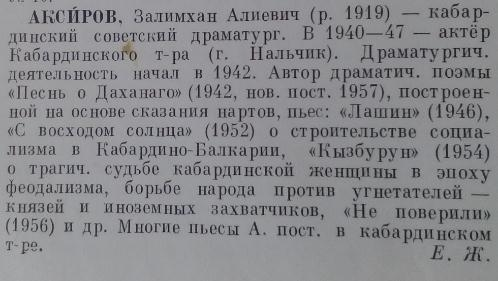 АКСИ́РОВ, Залимхан Алиевич (р. 1919) — кабар-
динский советский драматург. В 1940—47 — актёр
Кабардинского т-ра (г. Нальчик). Драматургич.
деятельность начал в 1942. Автор драматич. поэмы
«Песнь о Даханаго» (1942, нов. пост. 1957), построен-
ной на основе сказания нартов, пьес: «Лашин» (1946),
«С восходом солнца» (1952) о строительстве социа-
лизма в Кабардино-Балкарии, «Кызбурун» (1954)
о трагич. судьбе кабардинской женщины в эпоху
феодализма, борьбе народа против угнетателей —
князей и иноземных захватчиков, «Не поверили»
(1956) и др. Многие пьесы А. пост. в кабардинском
т-ре. Е. Ж.